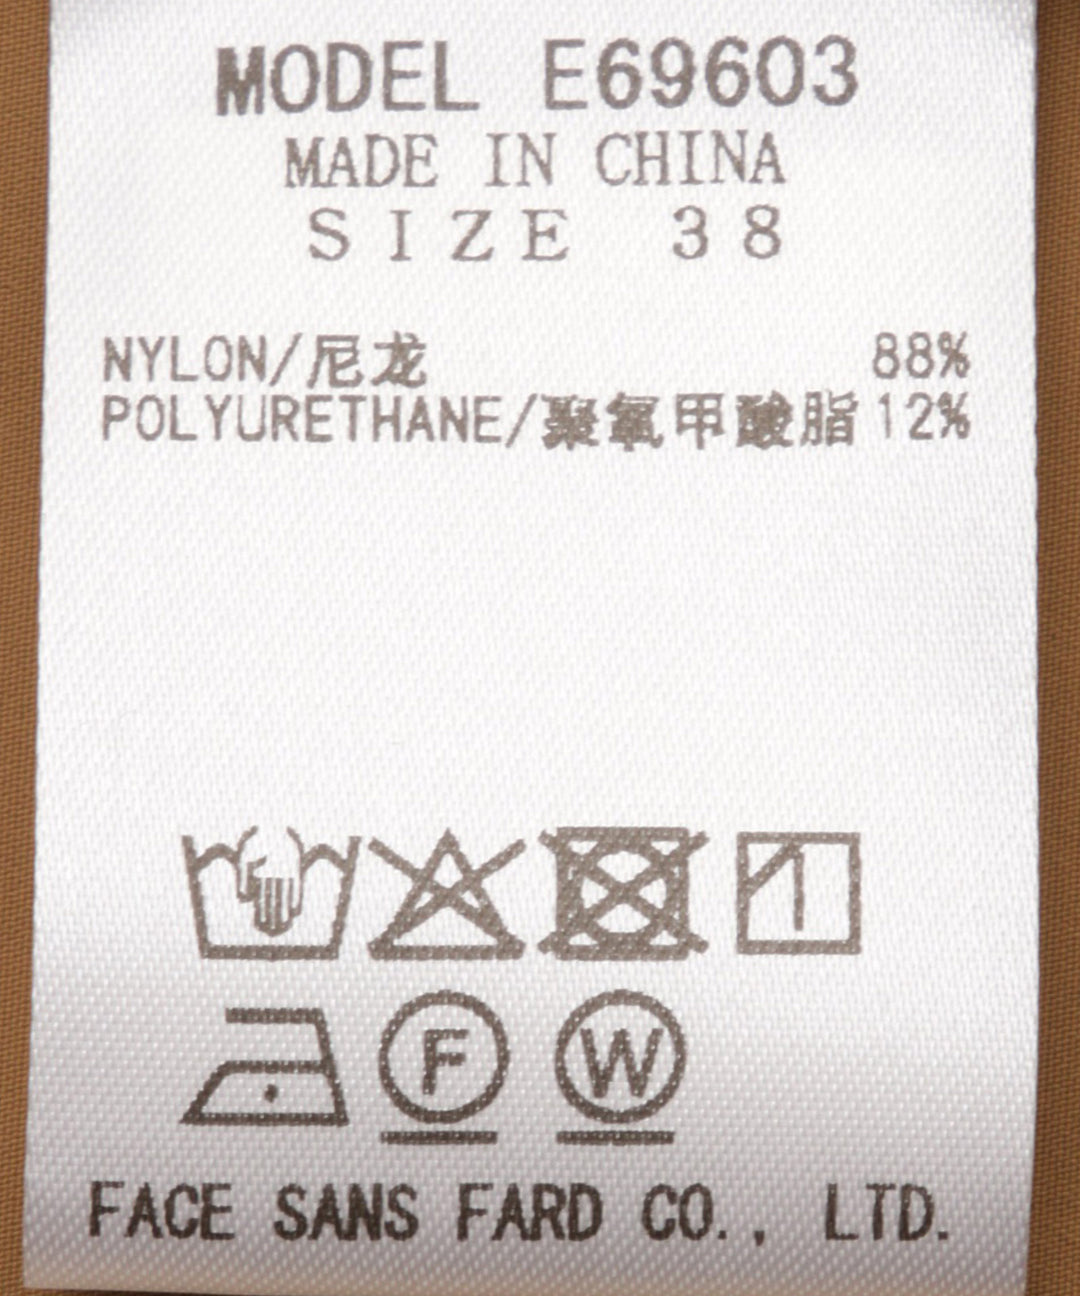 MODEL E69603
MADE IN CHINA
SIZE 38
NYLON/尼龙 88%
POLYURETHANE/聚氧甲酸脂 12%
F W
FACE SANS FARD CO., LTD.